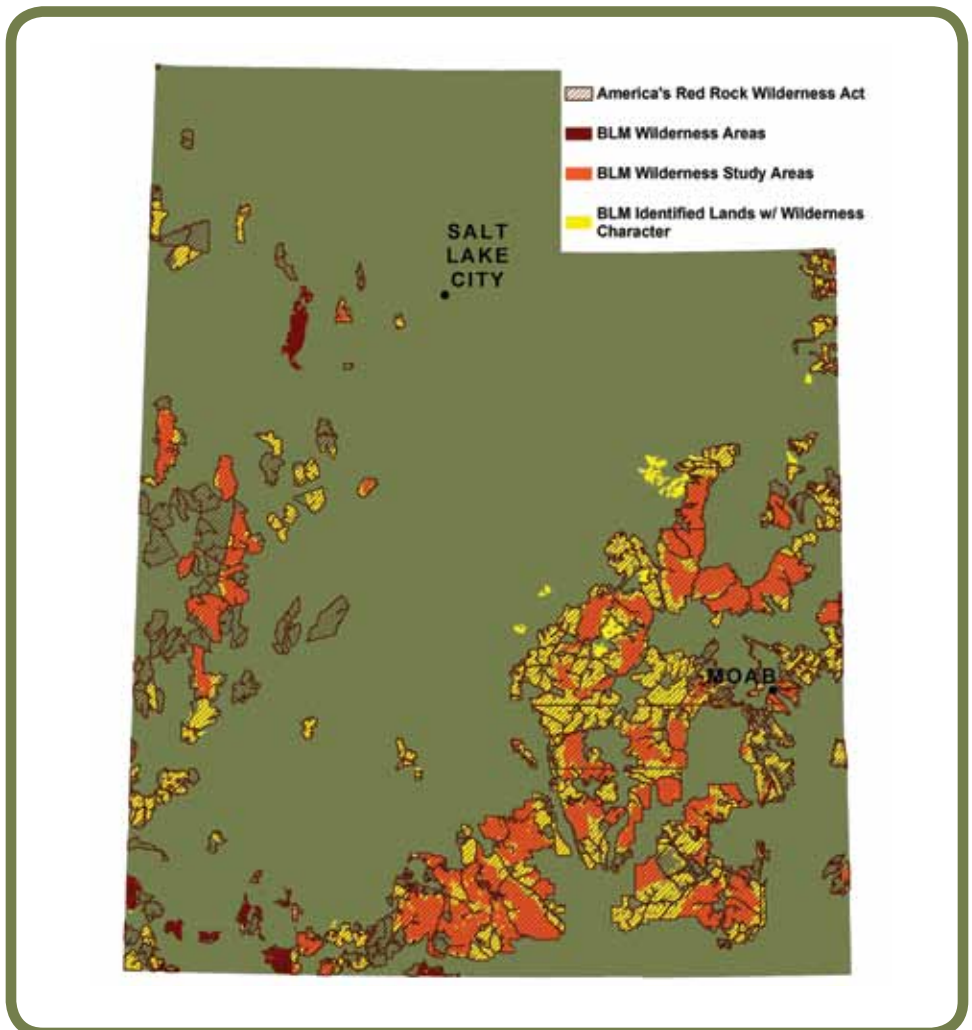 America's Red Rock Wilderness Act
BLM Wilderness Areas
BLM Wilderness Study Areas
BLM Identified Lands w/ Wilderness
Character
SALT
LAKE
CITY
MOAB